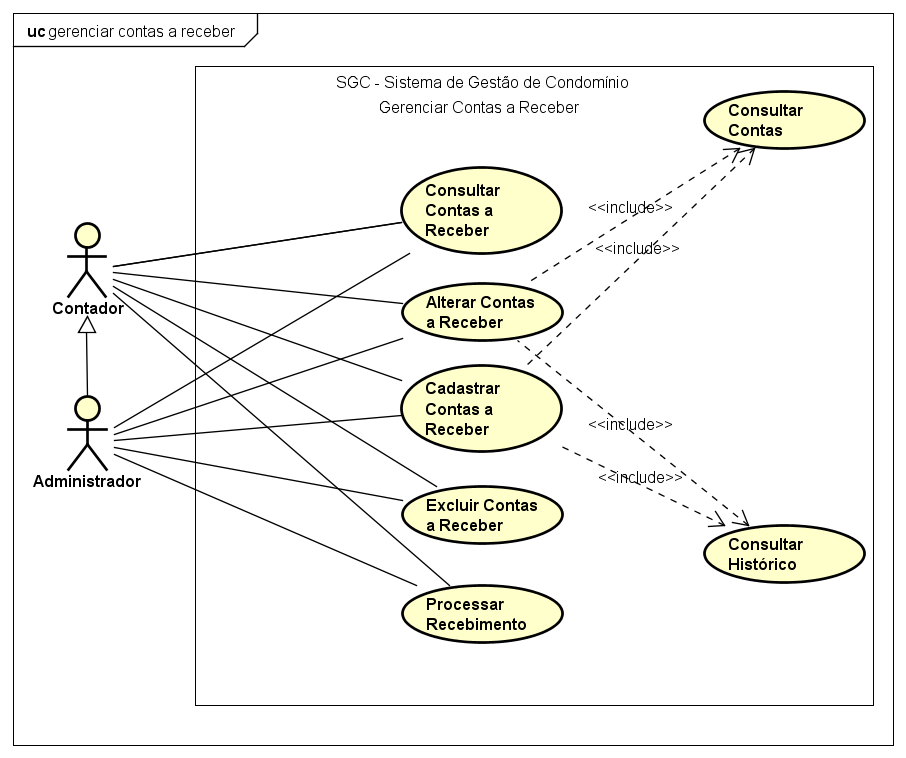 uc gerenciar contas a receber
SGC - Sistema de Gestão de Condomínio
Gerenciar Contas a Receber
Consultar
Contas
Consultar
Contas a
Receber
<<include>>
<<include>>
Contador
Alterar Contas
a Receber
Cadastrar
Contas a
Receber
<<include>>
<<include>>
Administrador
Excluir Contas
a Receber
Consultar
Histórico
Processar
Recebimento